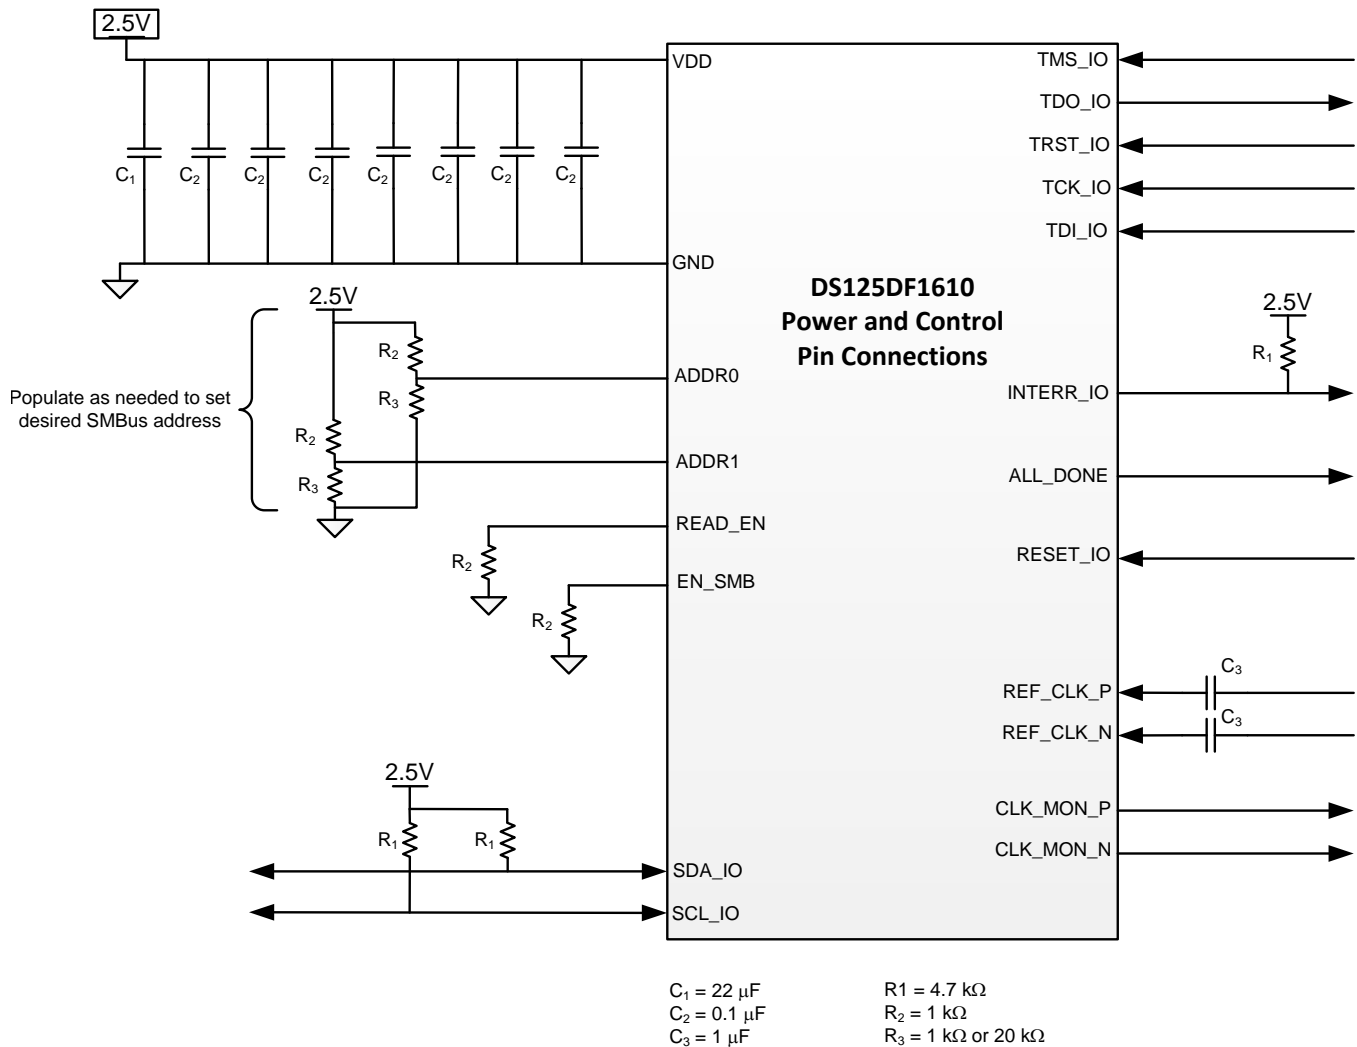 2.5V
VDD
TMS_IO
TDO_IO
TRST_IO
TCK_IO
TDI_IO
C1 C2 C2 C2 C2 C2 C2 C2
GND
DS125DF1610
Power and Control
Pin Connections
2.5V
R2
R3
ADDR0
Populate as needed to set
desired SMBus address
R2
R3
ADDR1
READ_EN
R2
EN_SMB
R2
2.5V
R1
INTERR_IO
ALL_DONE
RESET_IO
C3
REF_CLK_P
C3
REF_CLK_N
CLK_MON_P
CLK_MON_N
2.5V
R1 R1
SDA_IO
SCL_IO
C1 = 22 μF
C2 = 0.1 μF
C3 = 1 μF
R1 = 4.7 kΩ
R2 = 1 kΩ
R3 = 1 kΩ or 20 kΩ